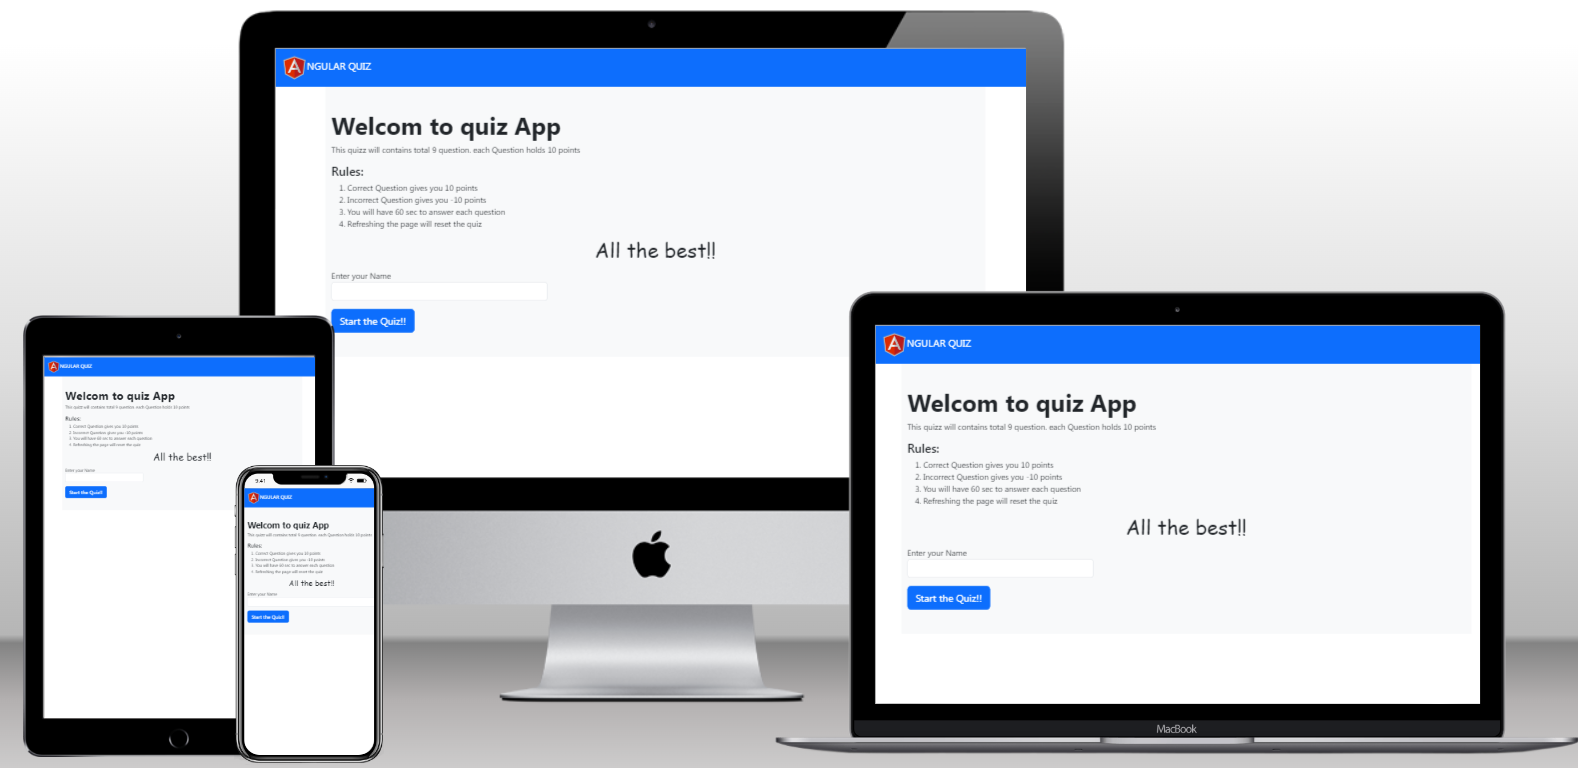 NGULAR QUIZ
Welcom to quiz App
This quizz will contains total 9 question. each Question holds 10 points
Rules:
1. Correct Question gives you 10 points
2. Incorrect Question gives you -10 points
3. You will have 60 sec to answer each question
4. Refreshing the page will reset the quiz
All the best!!
Enter your Name
Start the Quiz!!
NGULAR QUIZ
Welcom to quiz App
This quizz will contains total 9 question. each Question holds 10 points
Rules:
1. Correct Question gives you 10 points
2. Incorrect Question gives you -10 points
3. You will have 60 sec to answer each question
4. Refreshing the page will reset the quiz
All the best!!
Enter your Name
Start the Quiz!!
9:41
NGULAR QUIZ
Welcom to quiz App
This quizz will contains total 9 question. each Question holds 10 points
Rules:
1. Correct Question gives you 10 points
2. Incorrect Question gives you -10 points
3. You will have 60 sec to answer each question
4. Refreshing the page will reset the quiz
All the best!!
Enter your Name
Start the Quiz!!
NGULAR QUIZ
Welcom to quiz App
This quizz will contains total 9 question. each Question holds 10 points
Rules:
1. Correct Question gives you 10 points
2. Incorrect Question gives you -10 points
3. You will have 60 sec to answer each question
4. Refreshing the page will reset the quiz
All the best!!
Enter your Name
Start the Quiz!!
MacBook